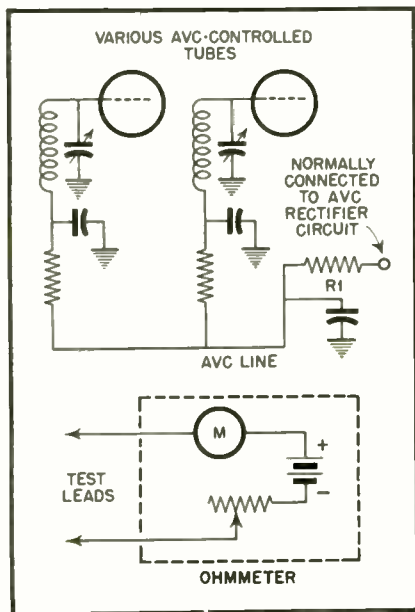 VARIOUS AVC-CONTROLLED
TUBES
NORMALLY
CONNECTED
TO AVC
RECTIFIER
CIRCUIT
R1
AVC LINE
M
+
−
TEST
LEADS
OHMMETER